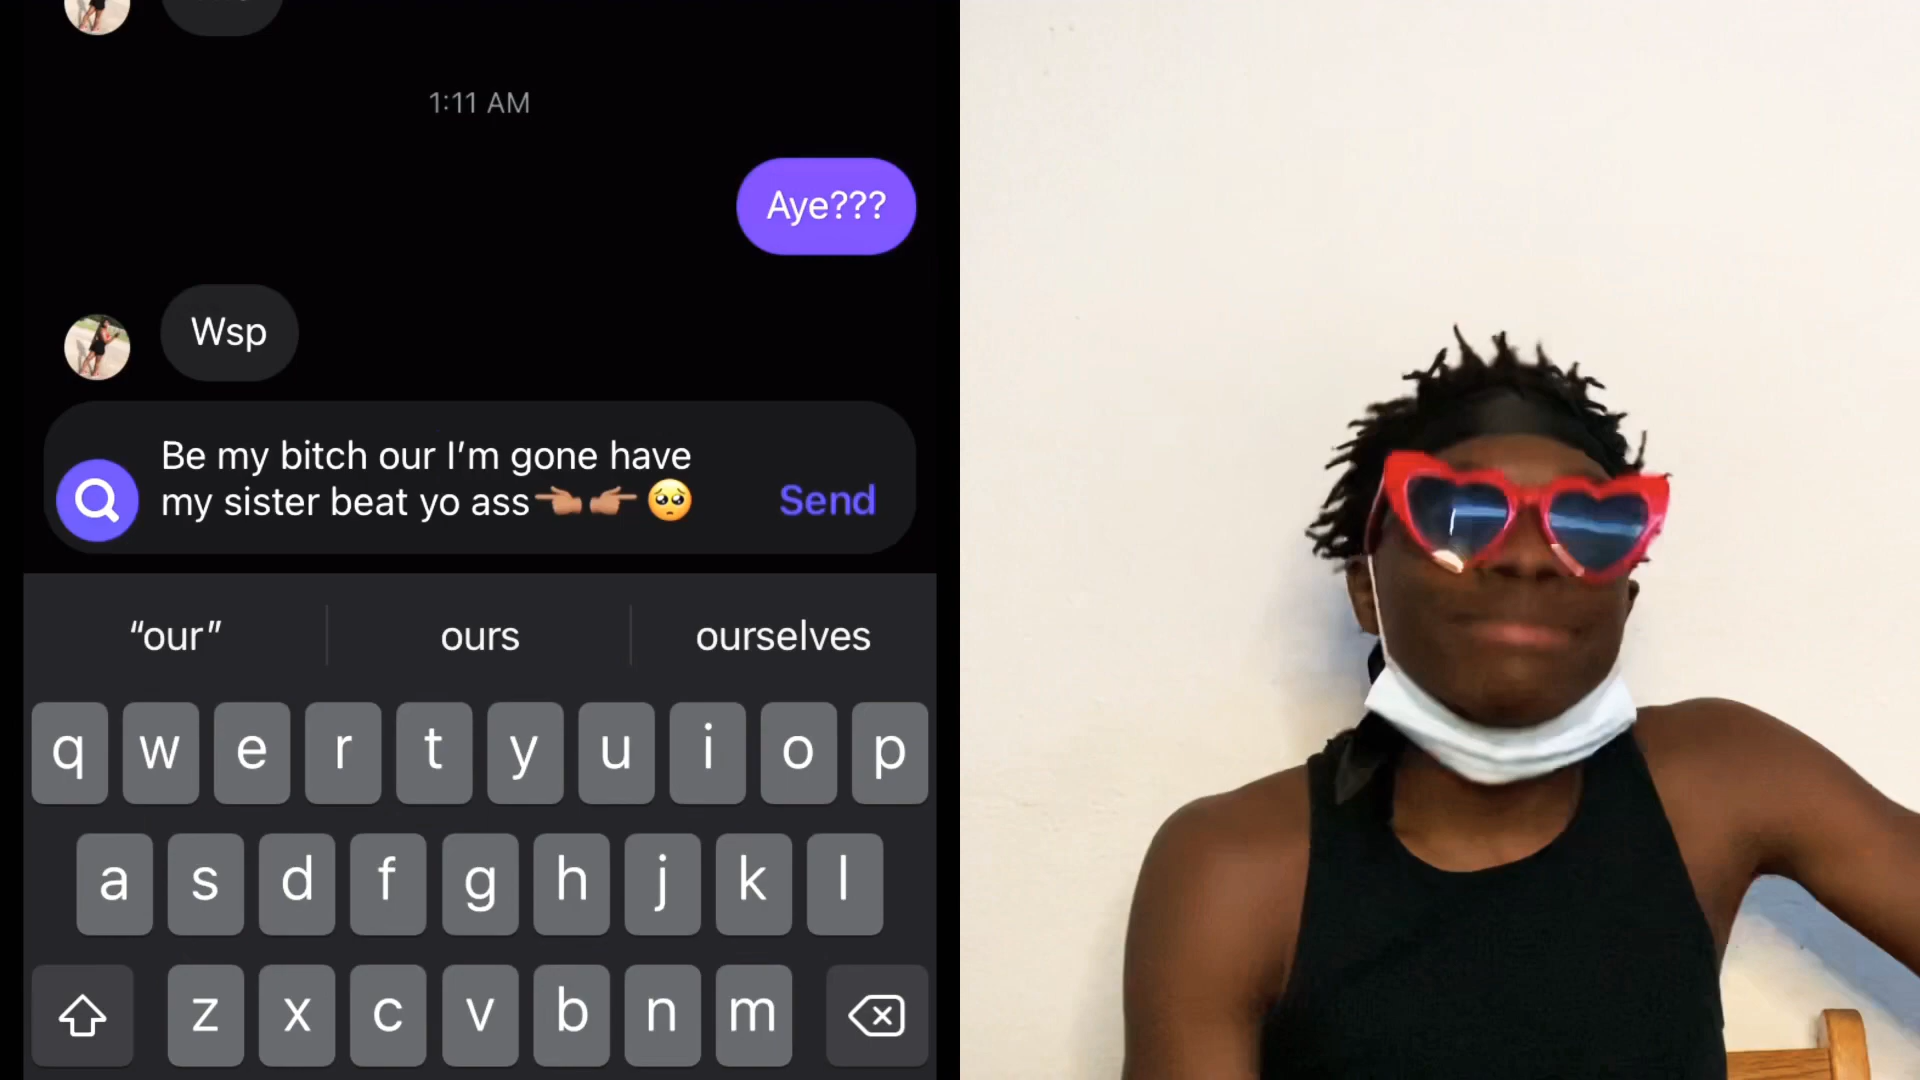 1:11 AM
Aye???
Wsp
Be my bitch our I’m gone have
my sister beat yo ass👈🏽👉🏽🥺
Send
“our” ours ourselves
q w e r t y u i o p
a s d f g h j k l
z x c v b n m